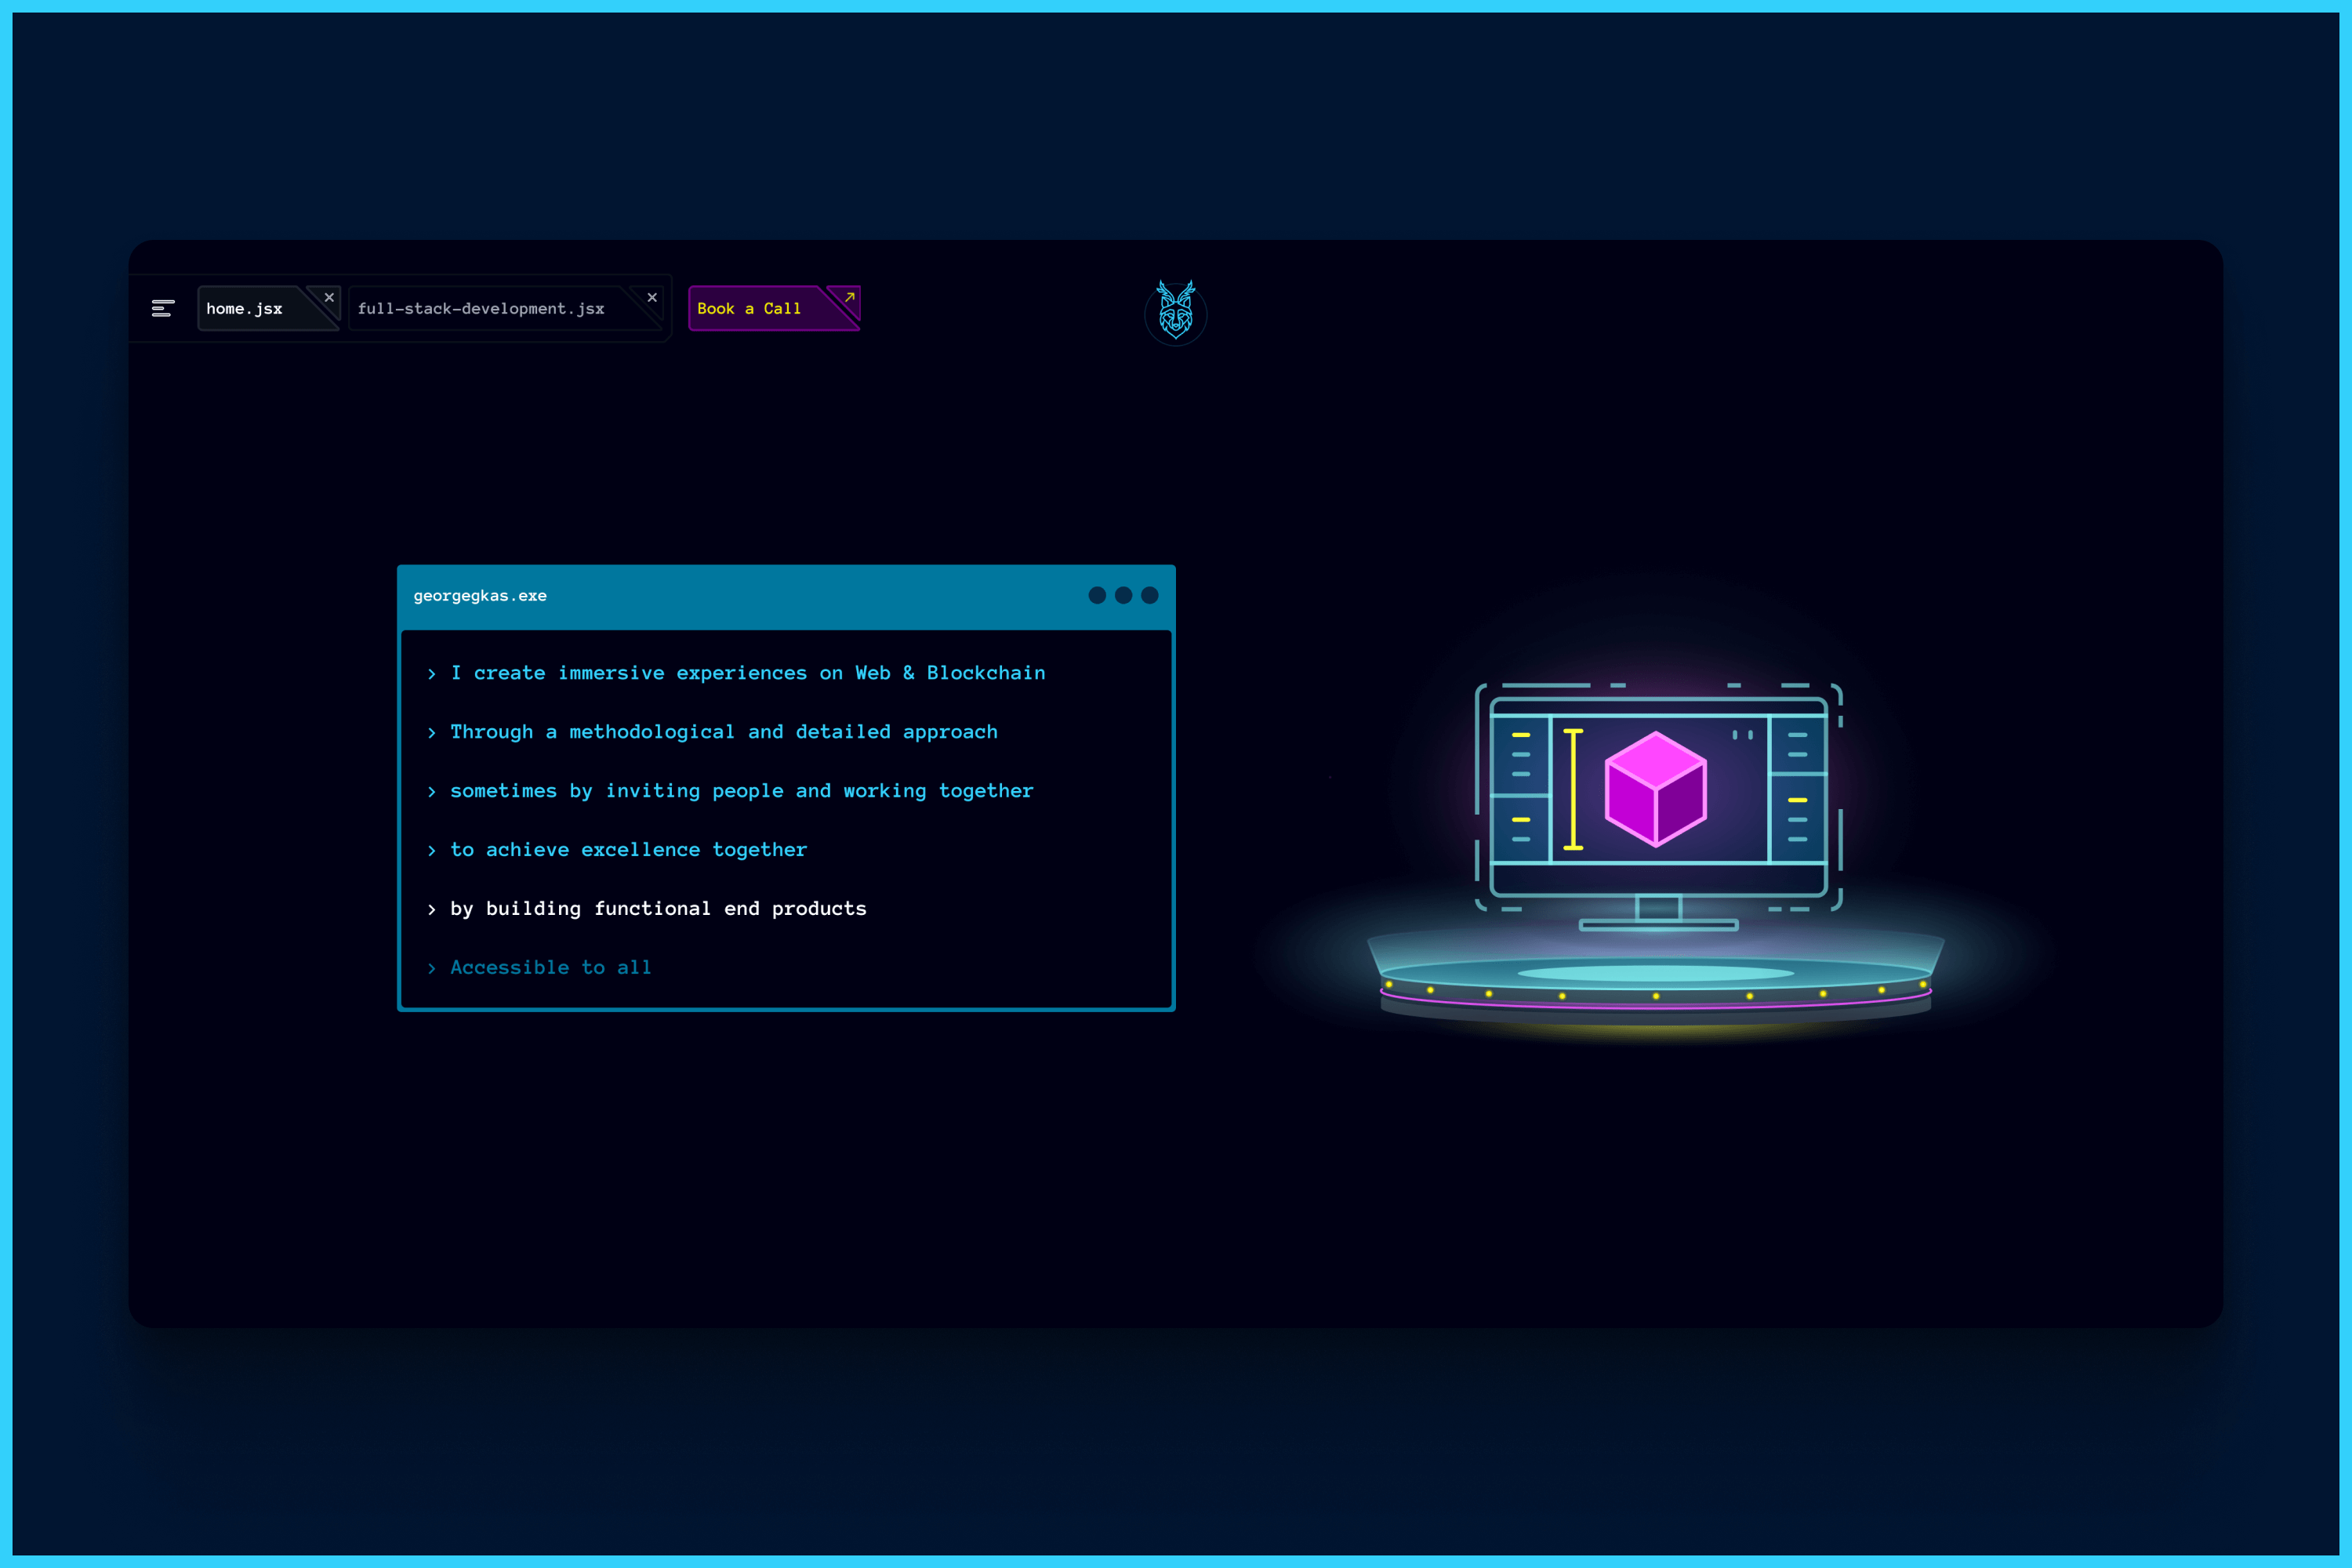 home.jsx
full-stack-development.jsx
Book a Call
georgegkas.exe
> I create immersive experiences on Web & Blockchain
> Through a methodological and detailed approach
> sometimes by inviting people and working together
> to achieve excellence together
> by building functional end products
> Accessible to all